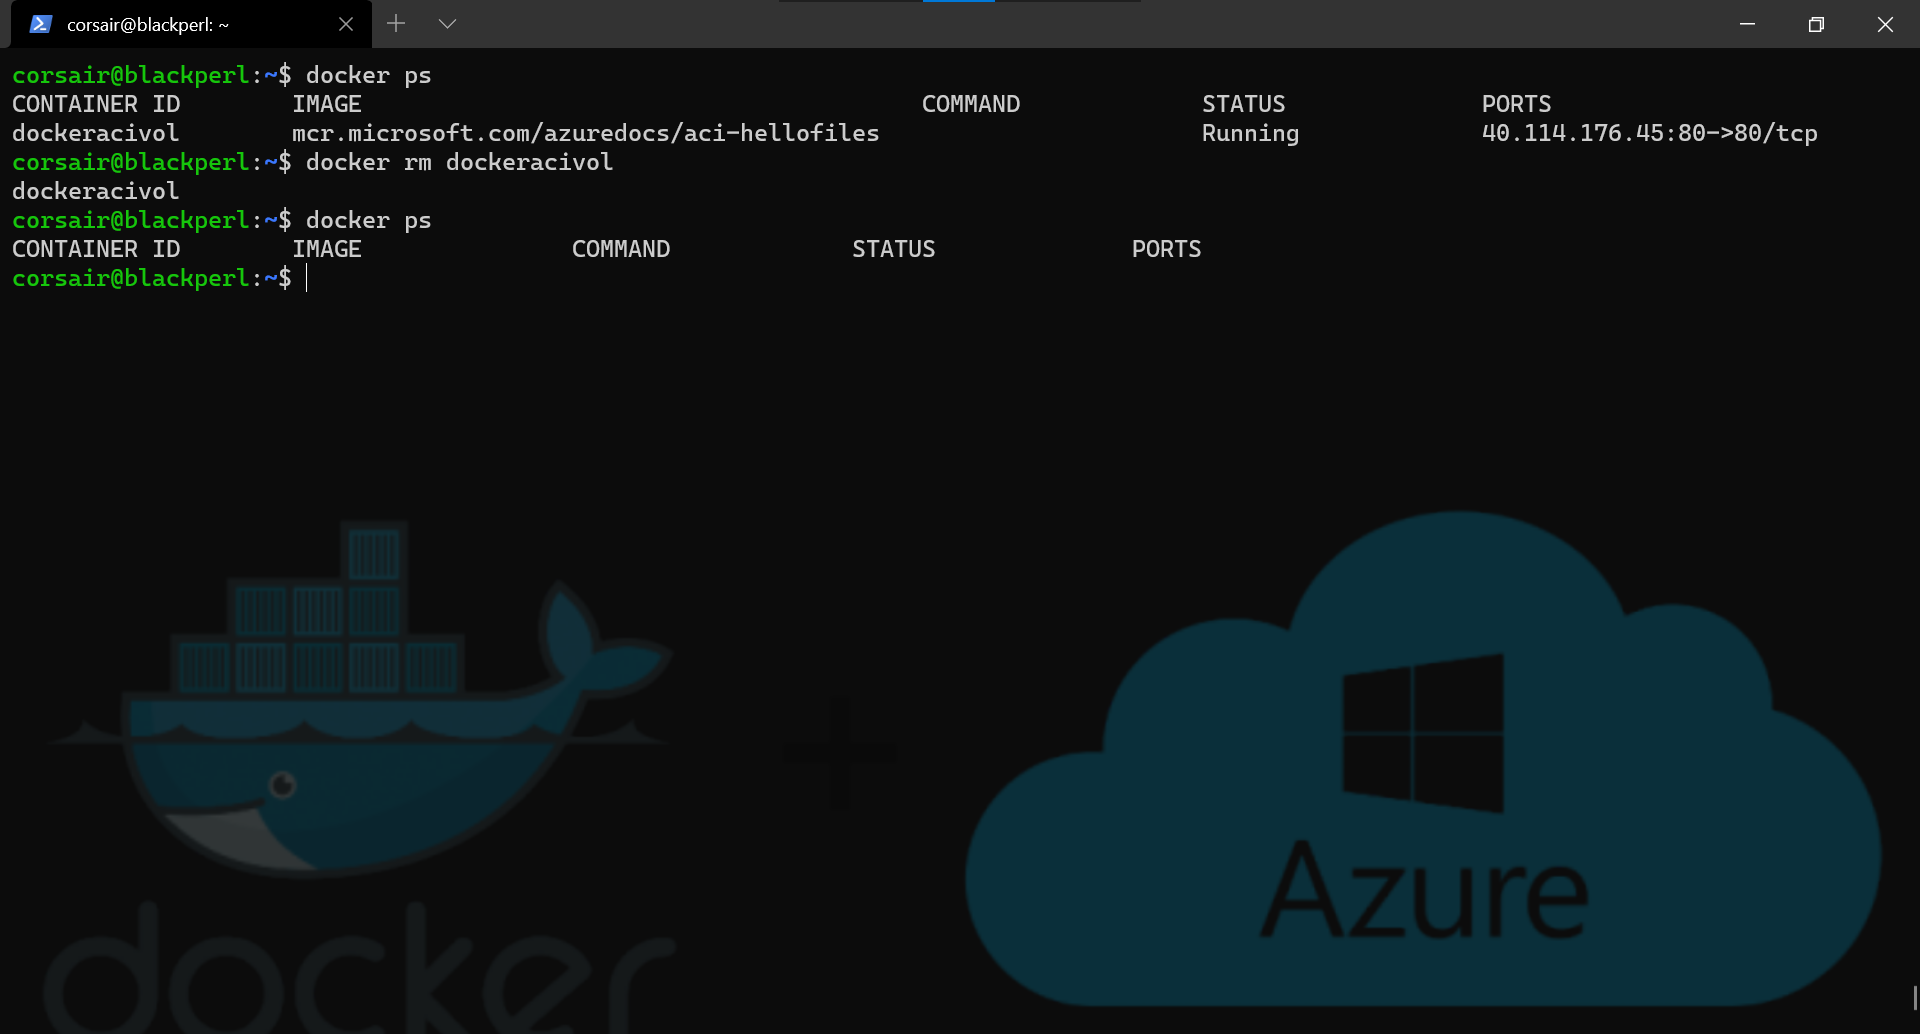 corsair@blackperl: ~
corsair@blackperl:~$ docker ps
CONTAINER ID IMAGE COMMAND STATUS PORTS
dockeracivol mcr.microsoft.com/azuredocs/aci-hellofiles Running 40.114.176.45:80->80/tcp
corsair@blackperl:~$ docker rm dockeracivol
dockeracivol
corsair@blackperl:~$ docker ps
CONTAINER ID IMAGE COMMAND STATUS PORTS
corsair@blackperl:~$
Azure
docker